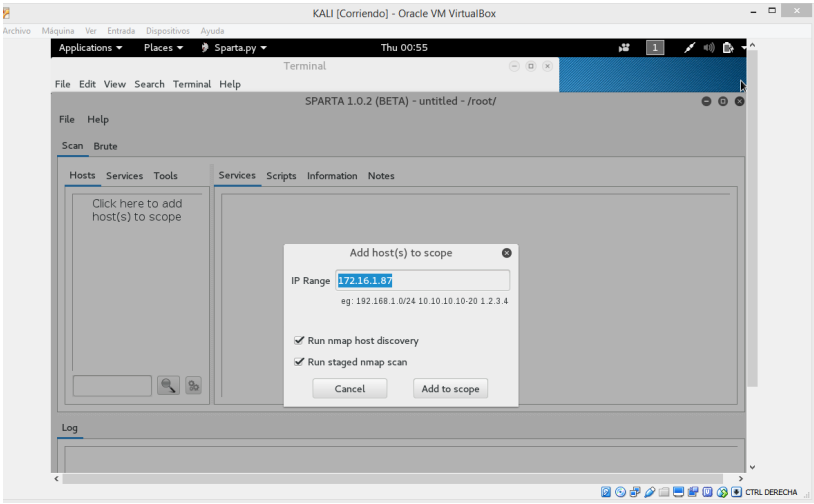 KALI [Corriendo] - Oracle VM VirtualBox
Archivo Máquina Ver Entrada Dispositivos Ayuda
Applications Places Sparta.py Thu 00:55 1
Terminal
File Edit View Search Terminal Help
SPARTA 1.0.2 (BETA) - untitled - /root/
File Help
Scan Brute
Hosts Services Tools Services Scripts Information Notes
Click here to add
host(s) to scope
Add host(s) to scope
IP Range 172.16.1.87
eg: 192.168.1.0/24 10.10.10.10-20 1.2.3.4
Run nmap host discovery
Run staged nmap scan
Cancel Add to scope
Log
CTRL DERECHA